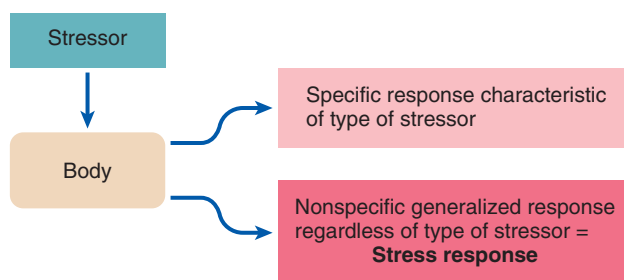 Stressor
Body
Specific response characteristic
of type of stressor
Nonspecific generalized response
regardless of type of stressor =
Stress response